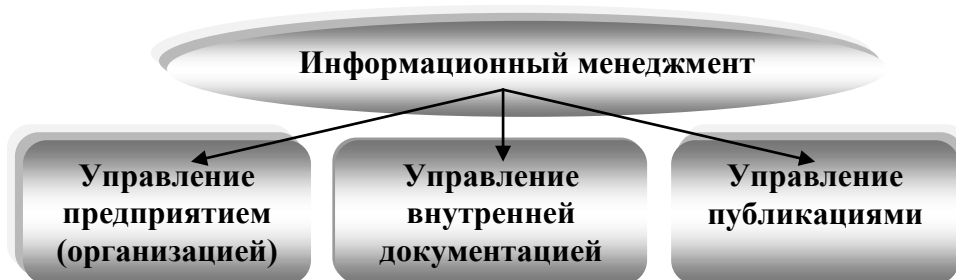 Информационный менеджмент
Управление
предприятием
(организацией)
Управление
внутренней
документацией
Управление
публикациями